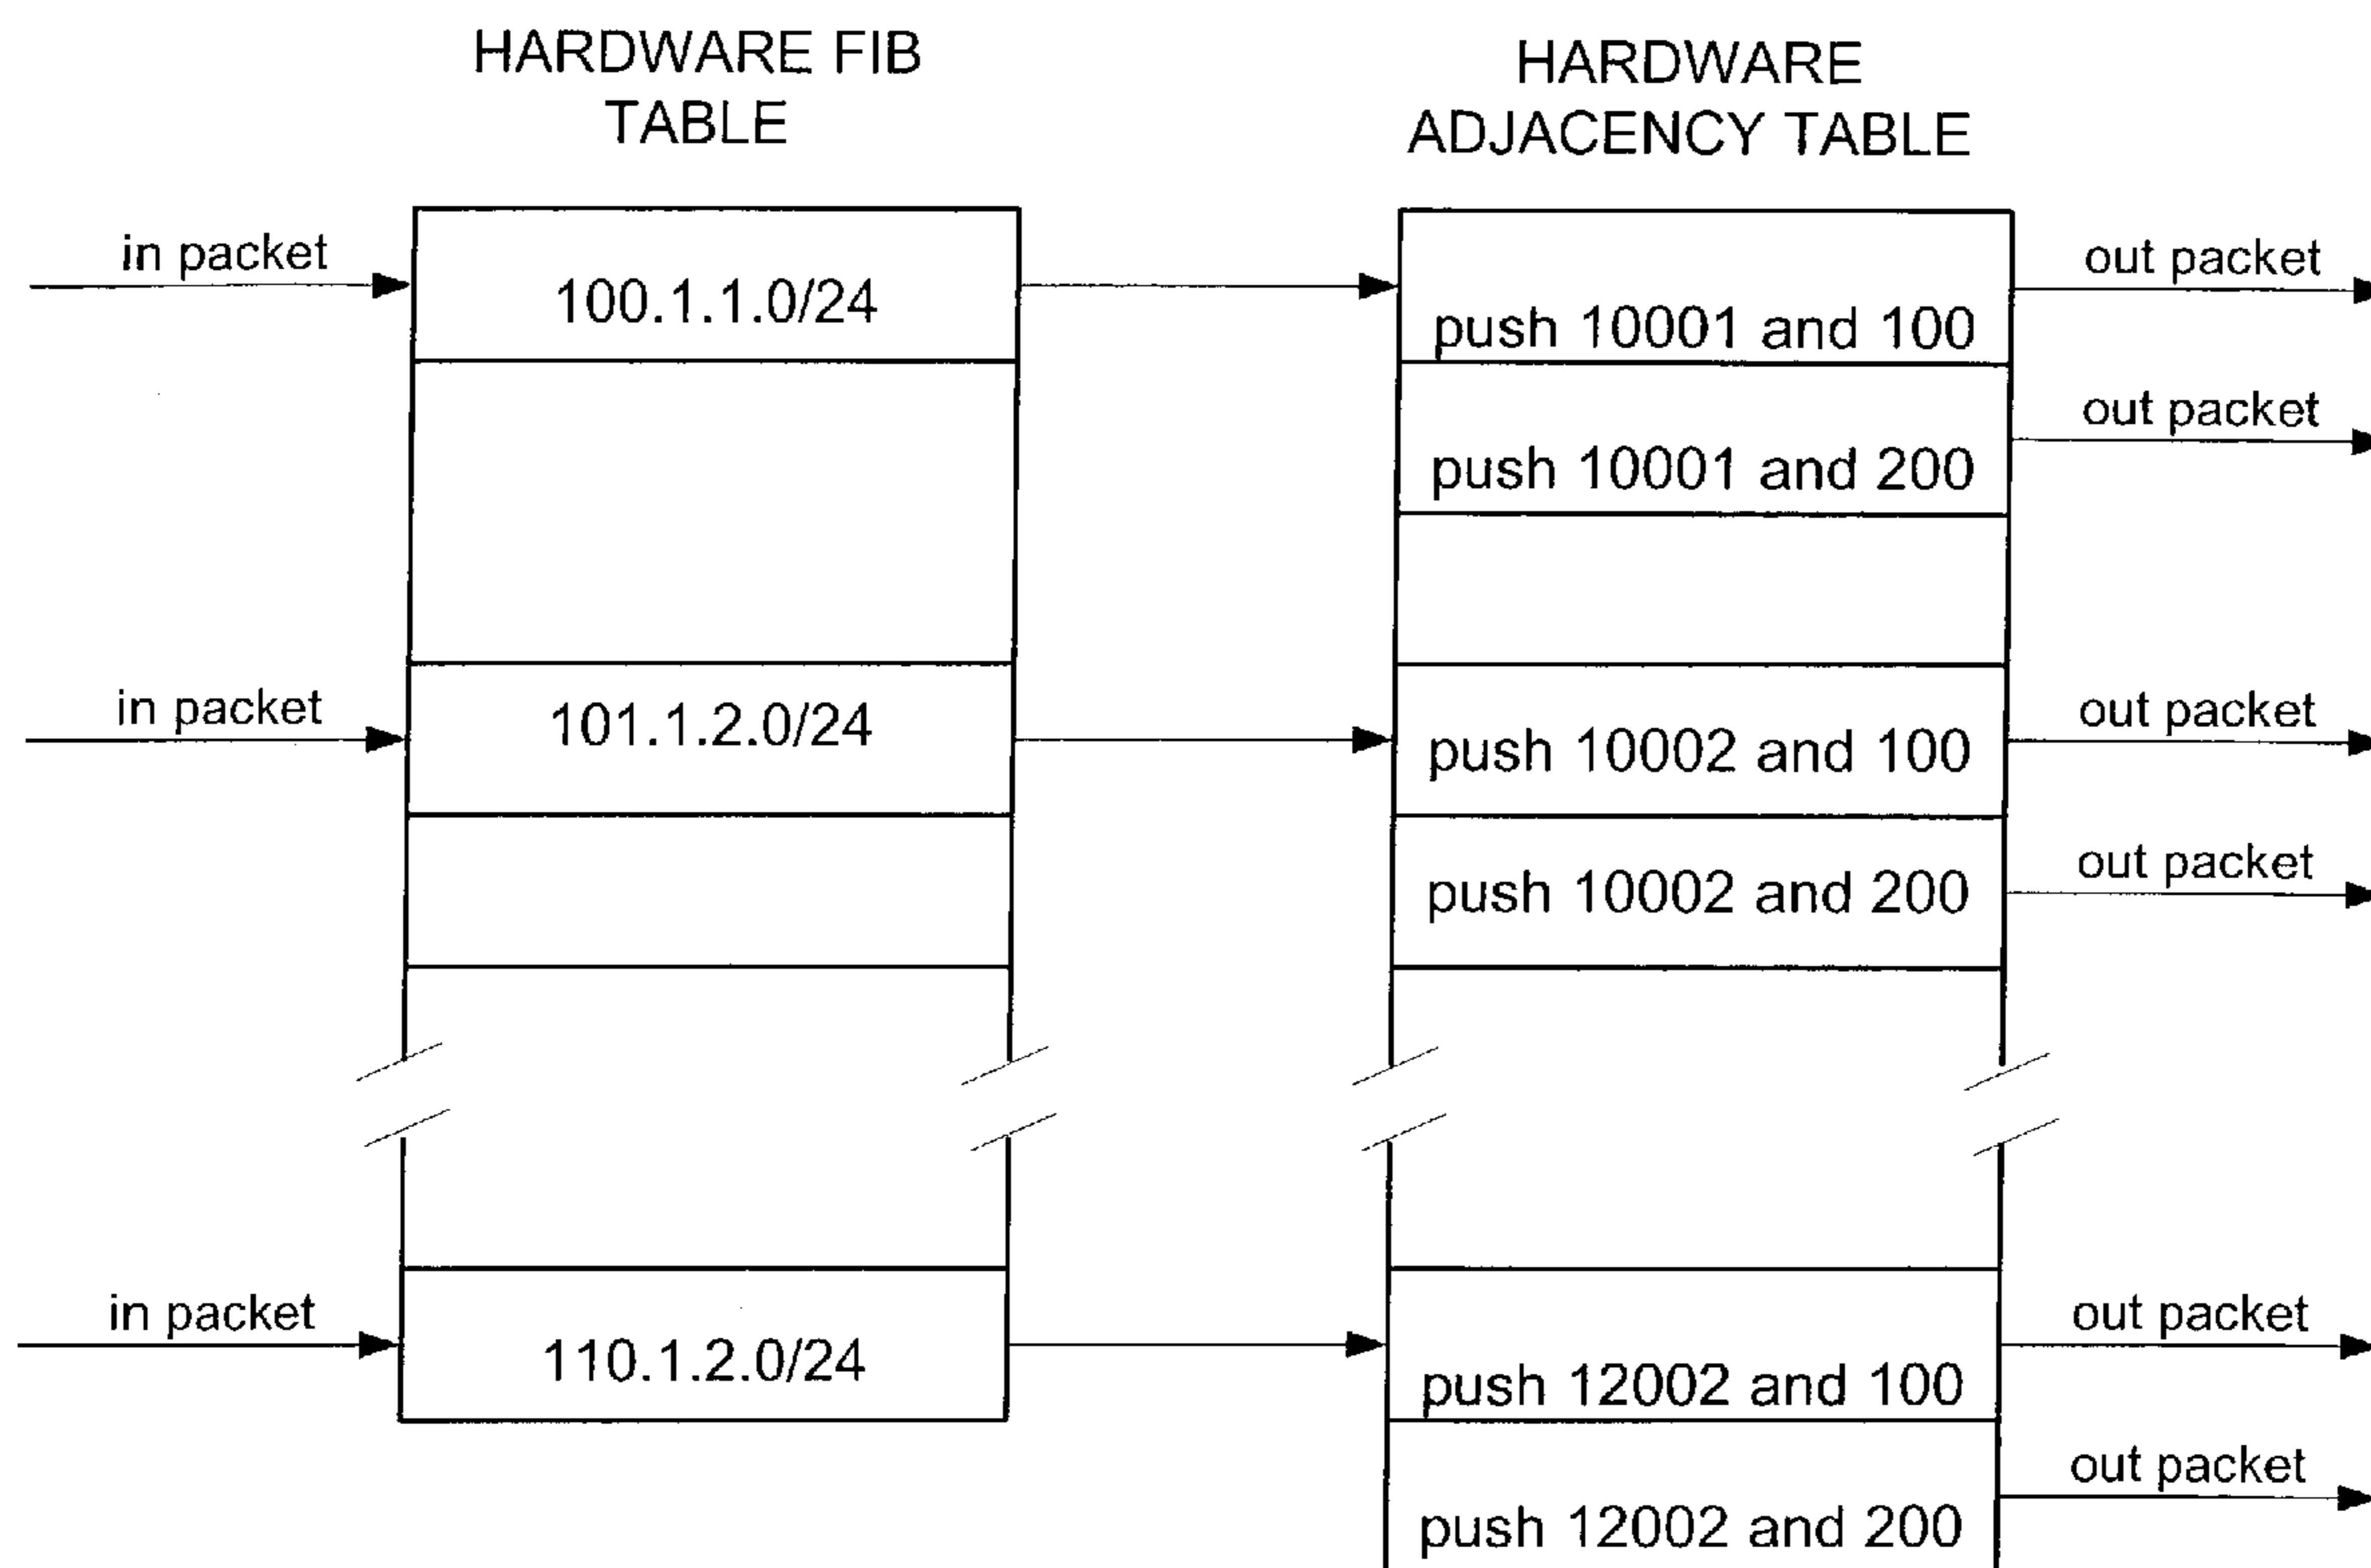 HARDWARE FIB
TABLE
HARDWARE
ADJACENCY TABLE
in packet
100.1.1.0/24
push 10001 and 100
out packet
push 10001 and 200
out packet
in packet
101.1.2.0/24
push 10002 and 100
out packet
push 10002 and 200
out packet
in packet
110.1.2.0/24
push 12002 and 100
out packet
push 12002 and 200
out packet